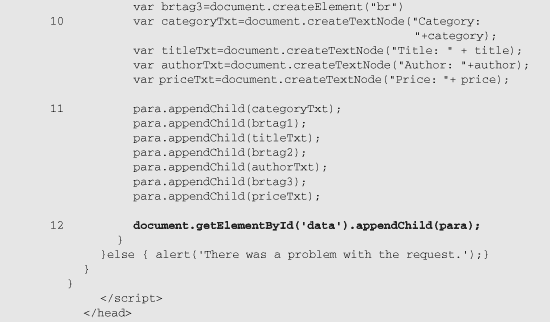 var brtag3=document.createElement("br")
10 var categoryTxt=document.createTextNode("Category:
"+category);
var titleTxt=document.createTextNode("Title: " + title);
var authorTxt=document.createTextNode("Author: "+author);
var priceTxt=document.createTextNode("Price: "+ price);
11 para.appendChild(categoryTxt);
para.appendChild(brtag1);
para.appendChild(titleTxt);
para.appendChild(brtag2);
para.appendChild(authorTxt);
para.appendChild(brtag3);
para.appendChild(priceTxt);
12 document.getElementById('data').appendChild(para);
}
}else { alert('There was a problem with the request.');}
}
}
</script>
</head>